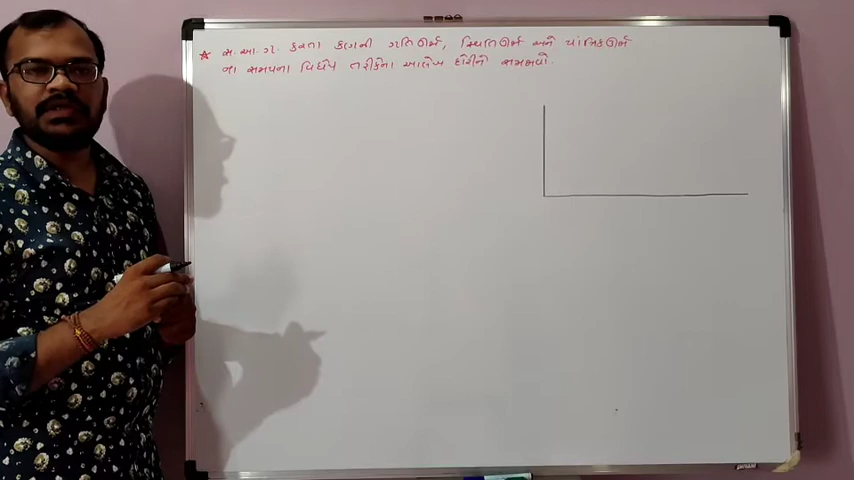 ★ સ.આ.ગ. કરતા કણની ગતિઊર્જા, સ્થિતિઊર્જા અને યાંત્રિકઊર્જા
ના સમયના વિધેય તરીકેના આલેખ દોરીને સમજાવો.